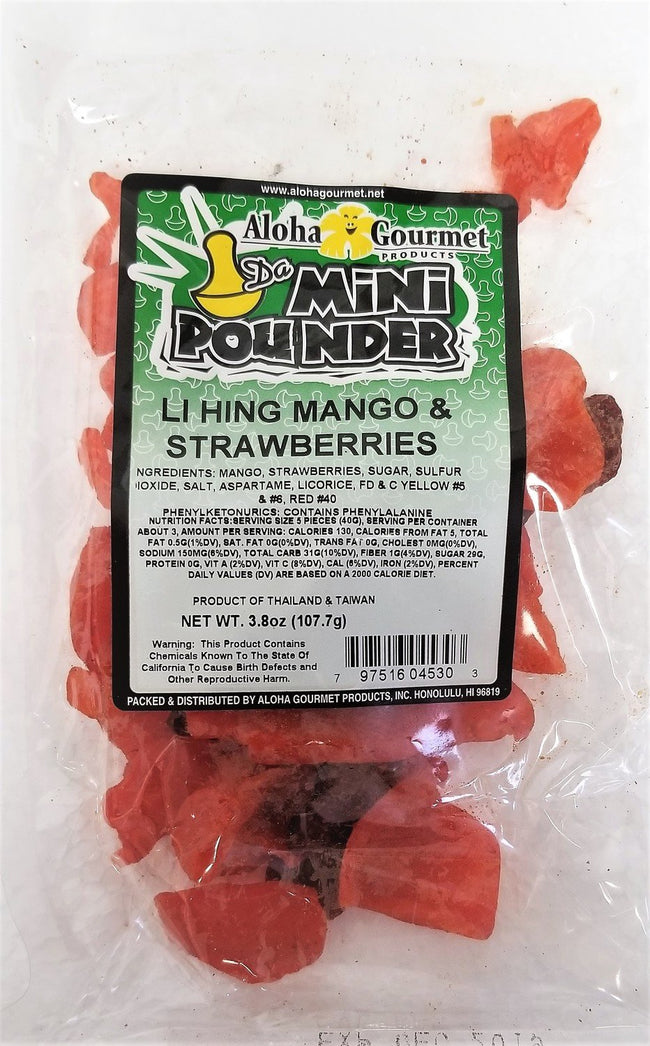 www.alohagourmet.net
Aloha Gourmet
PRODUCTS
Da MiNi
POUNDER
LI HING MANGO &
STRAWBERRIES
NGREDIENTS: MANGO, STRAWBERRIES, SUGAR, SULFUR
IOXIDE, SALT, ASPARTAME, LICORICE, FD & C YELLOW #5
& #6, RED #40
PHENYLKETONURICS: CONTAINS PHENYLALANINE
NUTRITION FACTS:SERVING SIZE 5 PIECES (40G), SERVING PER CONTAINER
ABOUT 3, AMOUNT PER SERVING: CALORIES 130, CALORIES FROM FAT 5, TOTAL
FAT 0.5G(1%DV), SAT. FAT 0G(0%DV), TRANS FAT 0G, CHOLEST 0MG(0%DV),
SODIUM 150MG(6%DV), TOTAL CARB 31G(10%DV), FIBER 1G(4%DV), SUGAR 29G,
PROTEIN 0G, VIT A (2%DV), VIT C (8%DV), CAL (6%DV), IRON (2%DV), PERCENT
DAILY VALUES (DV) ARE BASED ON A 2000 CALORIE DIET.
PRODUCT OF THAILAND & TAIWAN
NET WT. 3.8oz (107.7g)
Warning: This Product Contains
Chemicals Known To The State Of
California To Cause Birth Defects and
Other Reproductive Harm.
7 97516 04530 3
PACKED & DISTRIBUTED BY ALOHA GOURMET PRODUCTS, INC. HONOLULU, HI 96819
EXP DEC